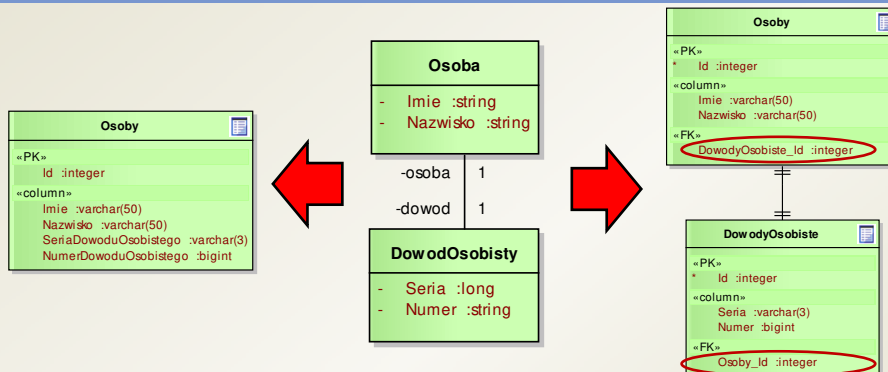 Osoby
«PK»
Id :integer
«column»
Imie :varchar(50)
Nazwisko :varchar(50)
SeriaDowoduOsobistego :varchar(3)
NumerDowoduOsobistego :bigint
Osoba
- Imie :string
- Nazwisko :string
-osoba 1
-dowod 1
DowodOsobisty
- Seria :long
- Numer :string
Osoby
«PK»
* Id :integer
«column»
Imie :varchar(50)
Nazwisko :varchar(50)
«FK»
DowodyOsobiste_Id :integer
DowodyOsobiste
«PK»
* Id :integer
«column»
Seria :varchar(3)
Numer :bigint
«FK»
Osoby_Id :integer